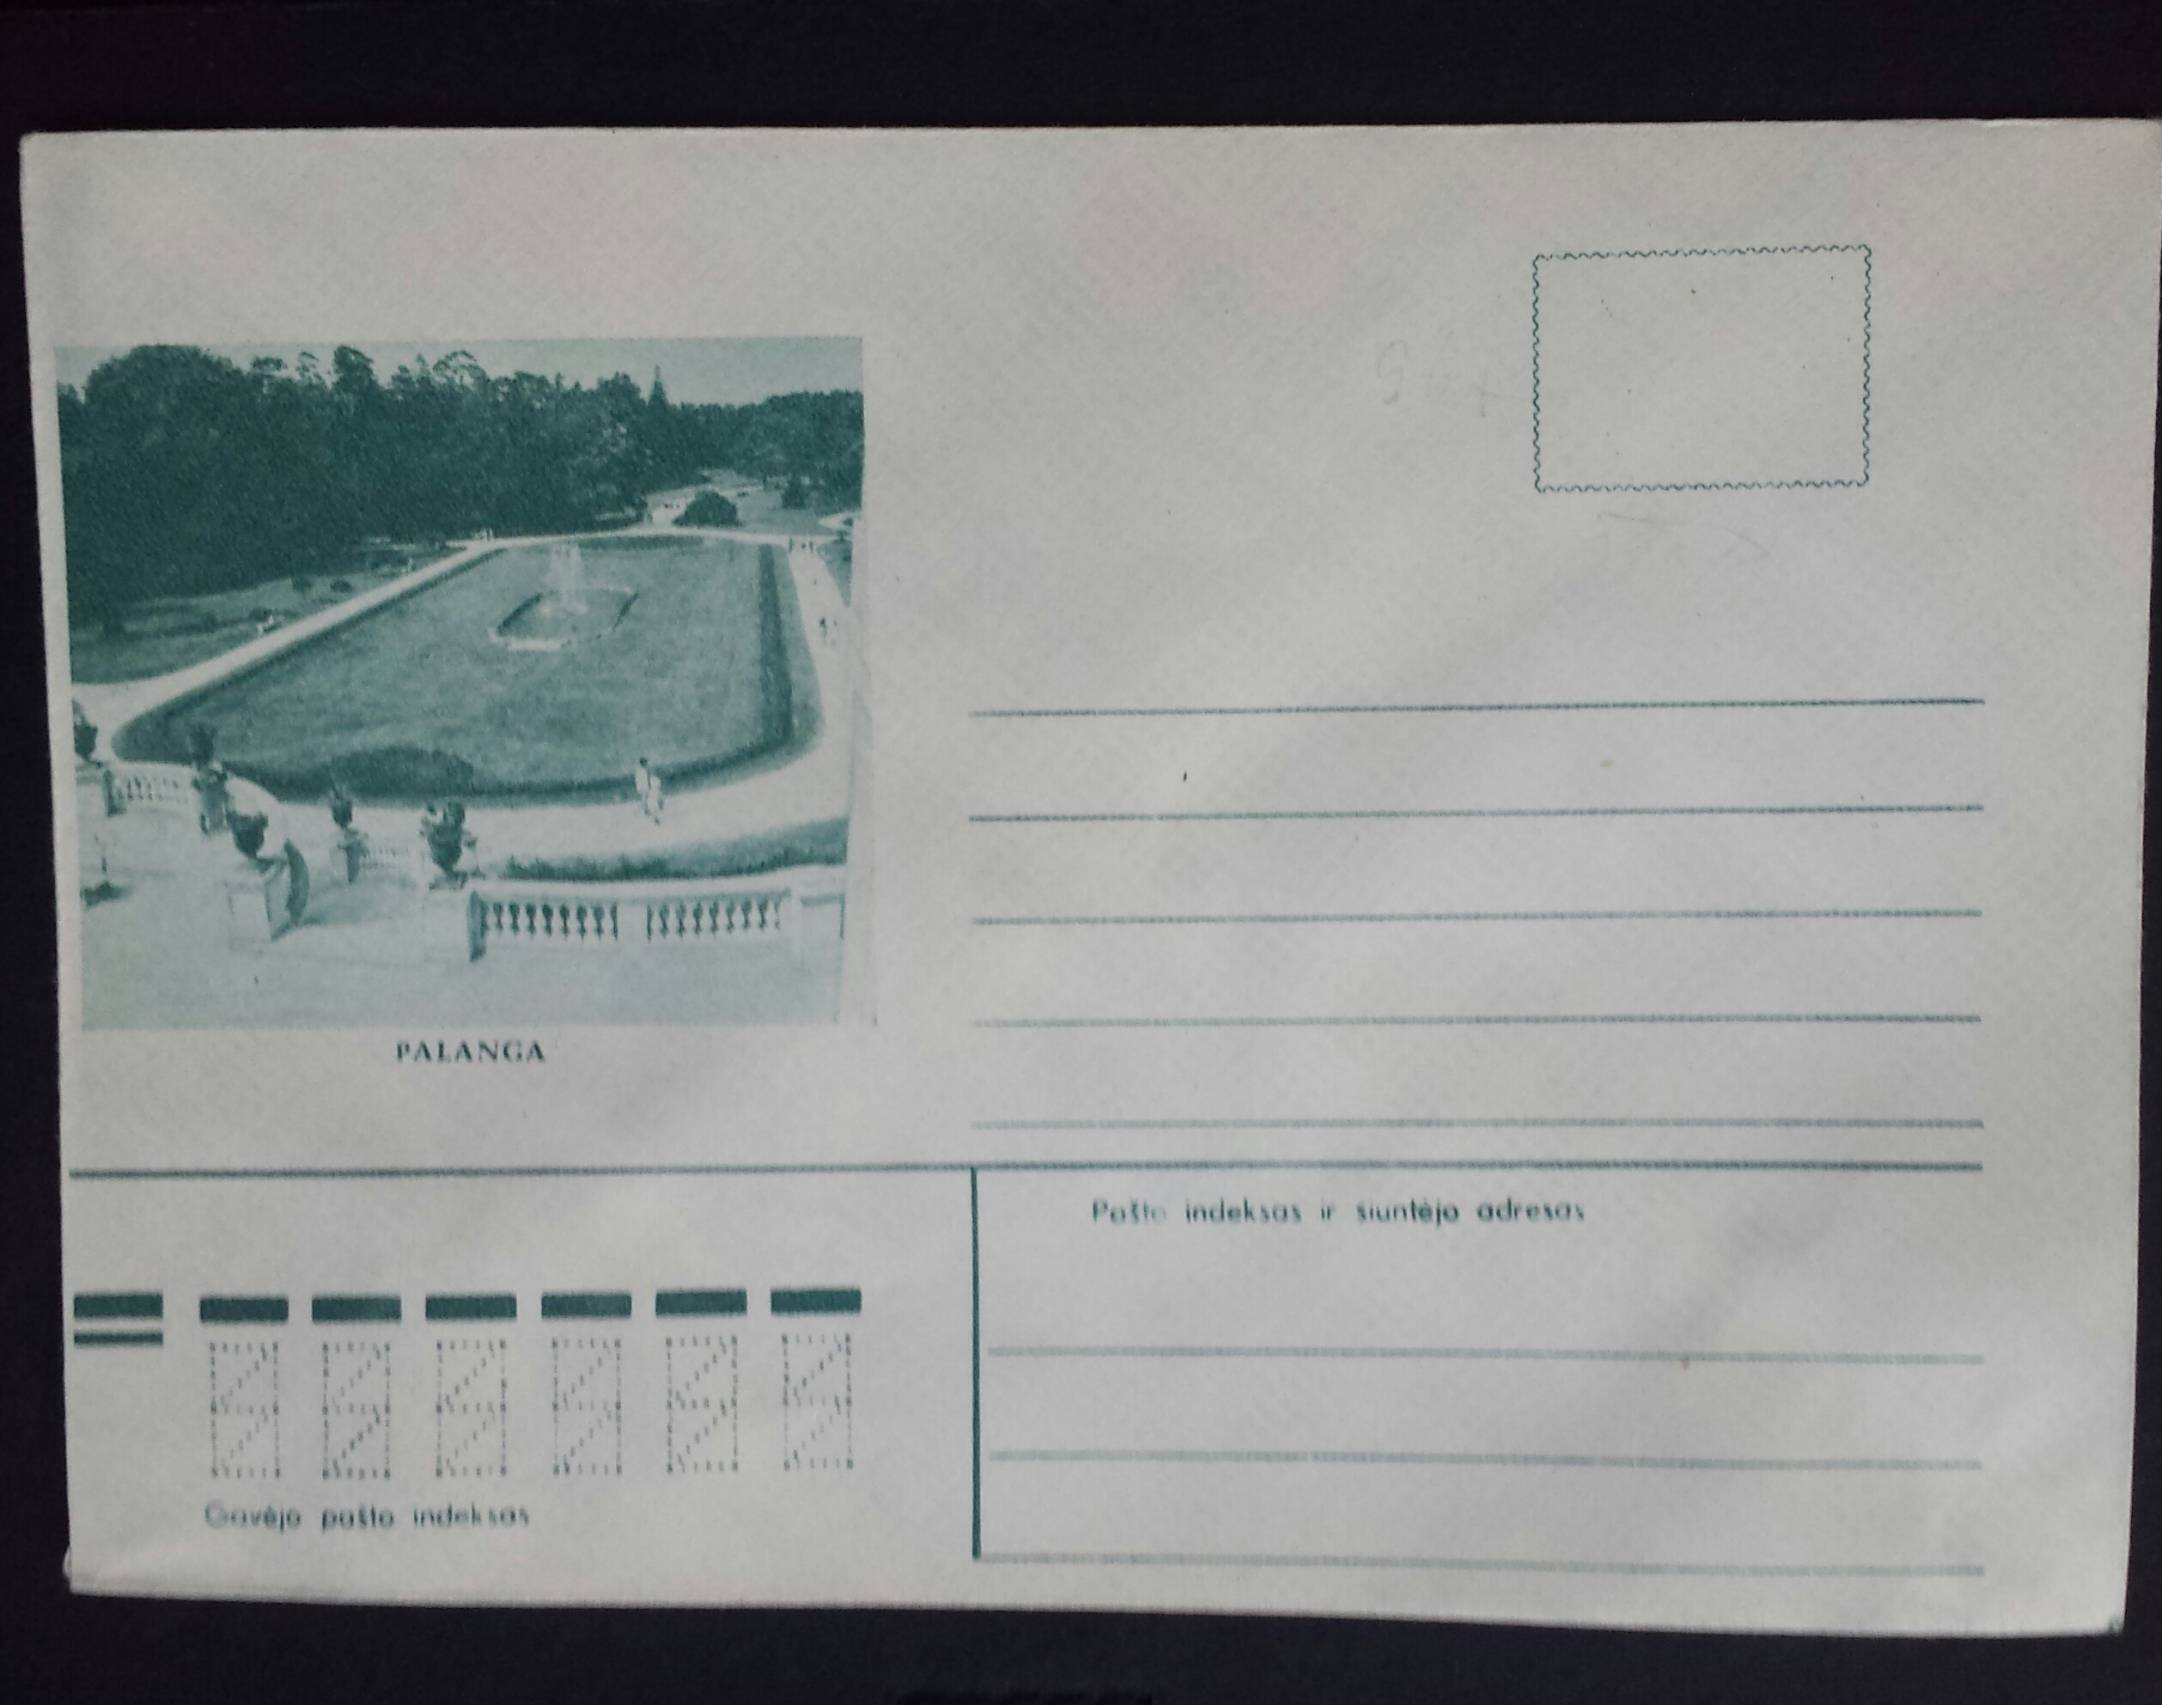 PALANGA
Pašto indeksas ir siuntėjo adresas
Gavėjo pašto indeksas